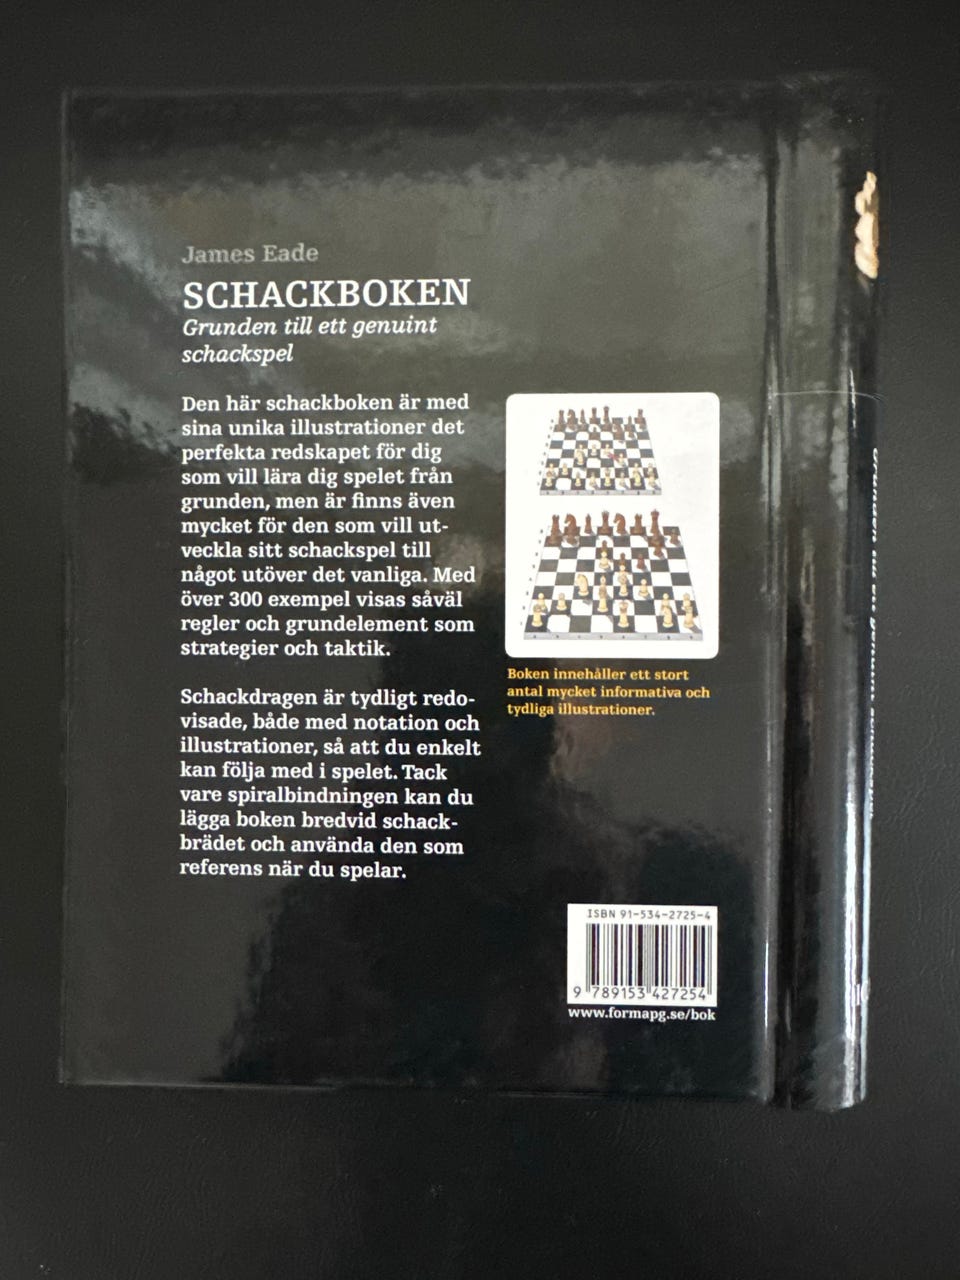 James Eade
SCHACKBOKEN
Grunden till ett genuint
schackspel
Den här schackboken är med
sina unika illustrationer det
perfekta redskapet för dig
som vill lära dig spelet från
grunden, men är finns även
mycket för den som vill ut-
veckla sitt schackspel till
något utöver det vanliga. Med
över 300 exempel visas såväl
regler och grundelement som
strategier och taktik.
Schackdragen är tydligt redo-
visade, både med notation och
illustrationer, så att du enkelt
kan följa med i spelet. Tack
vare spiralbindningen kan du
lägga boken bredvid schack-
brädet och använda den som
referens när du spelar.
Boken innehåller ett stort
antal mycket informativa och
tydliga illustrationer.
ISBN 91-534-2725-4
9 789153 427254
www.formapg.se/bok
Grunden till ett genuint schackspel